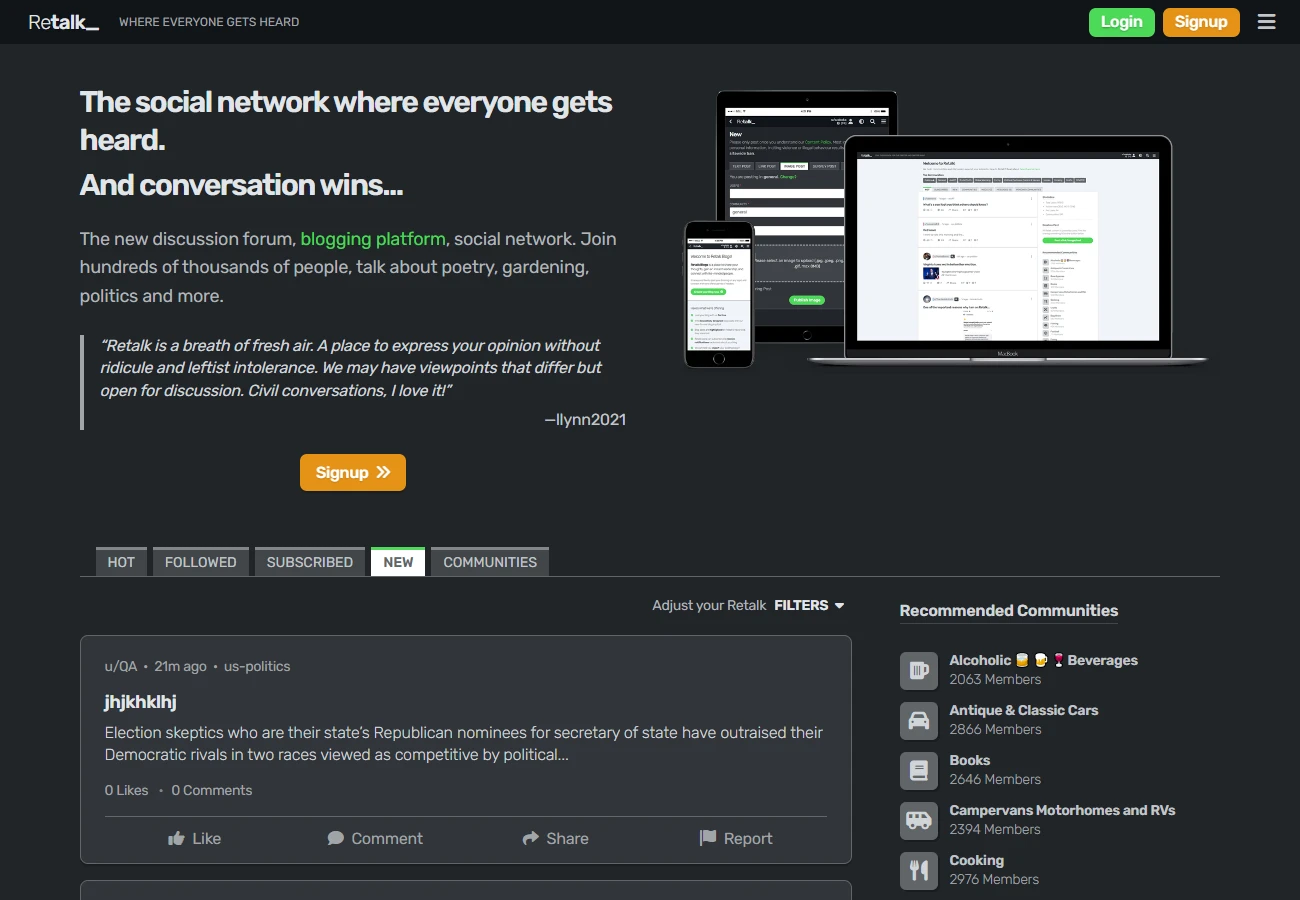 Retalk_ WHERE EVERYONE GETS HEARD
Login Signup
The social network where everyone gets
heard.
And conversation wins...
The new discussion forum, blogging platform, social network. Join
hundreds of thousands of people, talk about poetry, gardening,
politics and more.
“Retalk is a breath of fresh air. A place to express your opinion without
ridicule and leftist intolerance. We may have viewpoints that differ but
open for discussion. Civil conversations, I love it!”
—llynn2021
Signup
Retalk_
New
general
Publish Image
MacBook
HOT FOLLOWED SUBSCRIBED NEW COMMUNITIES
Adjust your Retalk FILTERS
u/QA • 21m ago • us-politics
jhjkhklhj
Election skeptics who are their state’s Republican nominees for secretary of state have outraised their
Democratic rivals in two races viewed as competitive by political...
0 Likes • 0 Comments
Like Comment Share Report
Recommended Communities
Alcoholic 🥃 🍺 🍷 Beverages
2063 Members
Antique & Classic Cars
2866 Members
Books
2646 Members
Campervans Motorhomes and RVs
2394 Members
Cooking
2976 Members